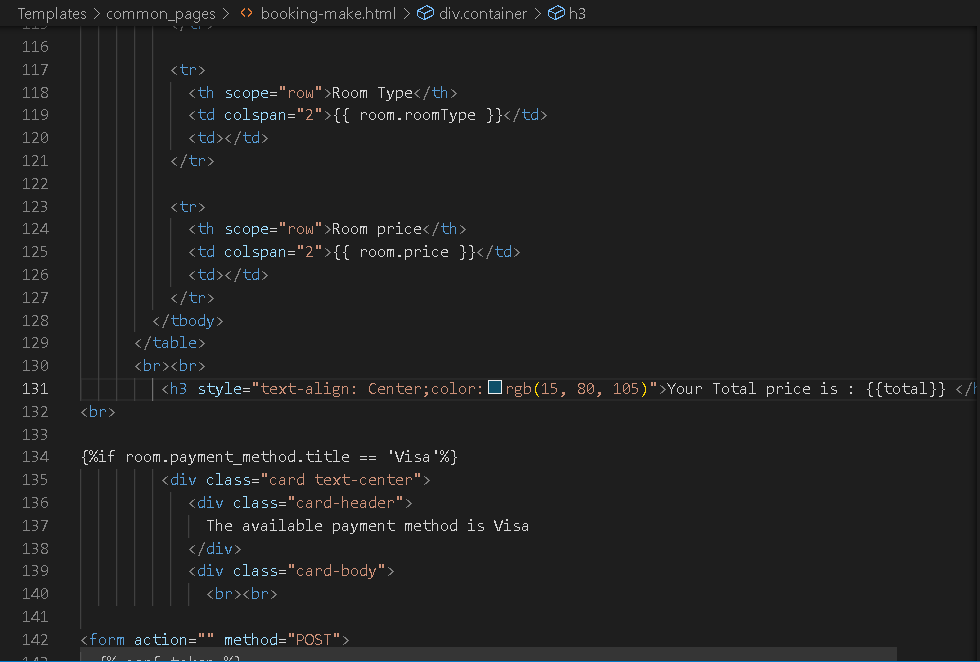 Templates > common_pages > <> booking-make.html > div.container > h3
115 </tr>
116
117 <tr>
118 <th scope="row">Room Type</th>
119 <td colspan="2">{{ room.roomType }}</td>
120 <td></td>
121 </tr>
122
123 <tr>
124 <th scope="row">Room price</th>
125 <td colspan="2">{{ room.price }}</td>
126 <td></td>
127 </tr>
128 </tbody>
129 </table>
130 <br><br>
131 <h3 style="text-align: Center;color:rgb(15, 80, 105)">Your Total price is : {{total}} </h
132 <br>
133
134 {%if room.payment_method.title == 'Visa'%}
135 <div class="card text-center">
136 <div class="card-header">
137 The available payment method is Visa
138 </div>
139 <div class="card-body">
140 <br><br>
141
142 <form action="" method="POST">
143 {% csrf_token %}